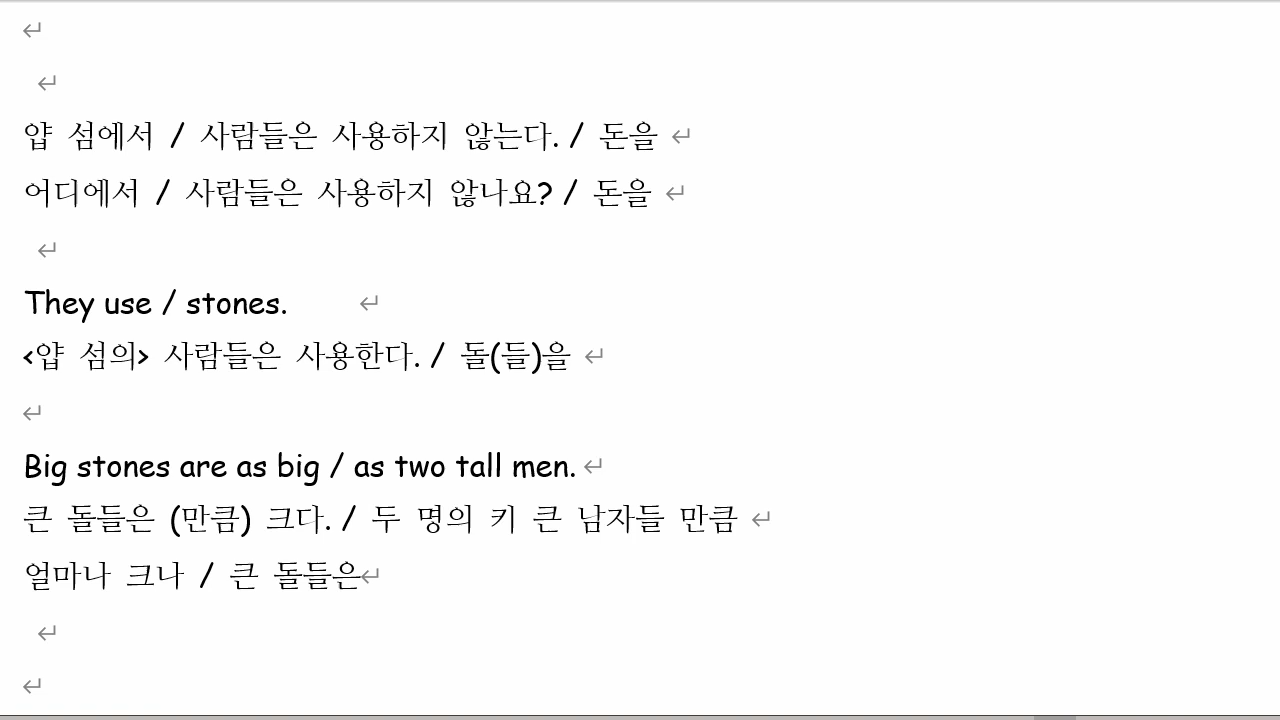 얍 섬에서 / 사람들은 사용하지 않는다. / 돈을
어디에서 / 사람들은 사용하지 않나요? / 돈을
They use / stones.
<얍 섬의> 사람들은 사용한다. / 돌(들)을
Big stones are as big / as two tall men.
큰 돌들은 (만큼) 크다. / 두 명의 키 큰 남자들 만큼
얼마나 크나 / 큰 돌들은